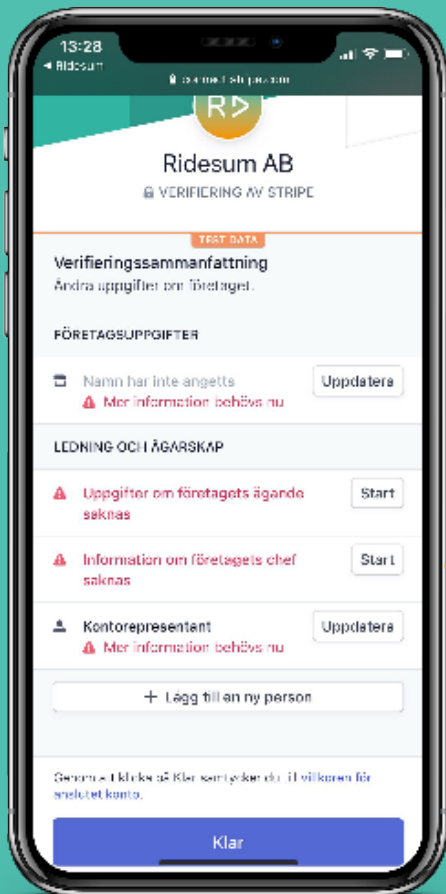 13:28
◀ Ridesum
connect.stripe.com
R
Ridesum AB
VERIFIERING AV STRIPE
TEST DATA
Verifieringssammanfattning
Ändra uppgifter om företaget.
FÖRETAGSUPPGIFTER
Namn har inte angetts
Uppdatera
Mer information behövs nu
LEDNING OCH ÄGARSKAP
Uppgifter om företagets ägande
saknas
Start
Information om företagets chef
saknas
Start
Kontorepresentant
Uppdatera
Mer information behövs nu
+ Lägg till en ny person
Genom att klicka på Klar samtycker du till villkoren för
anslutet konto.
Klar